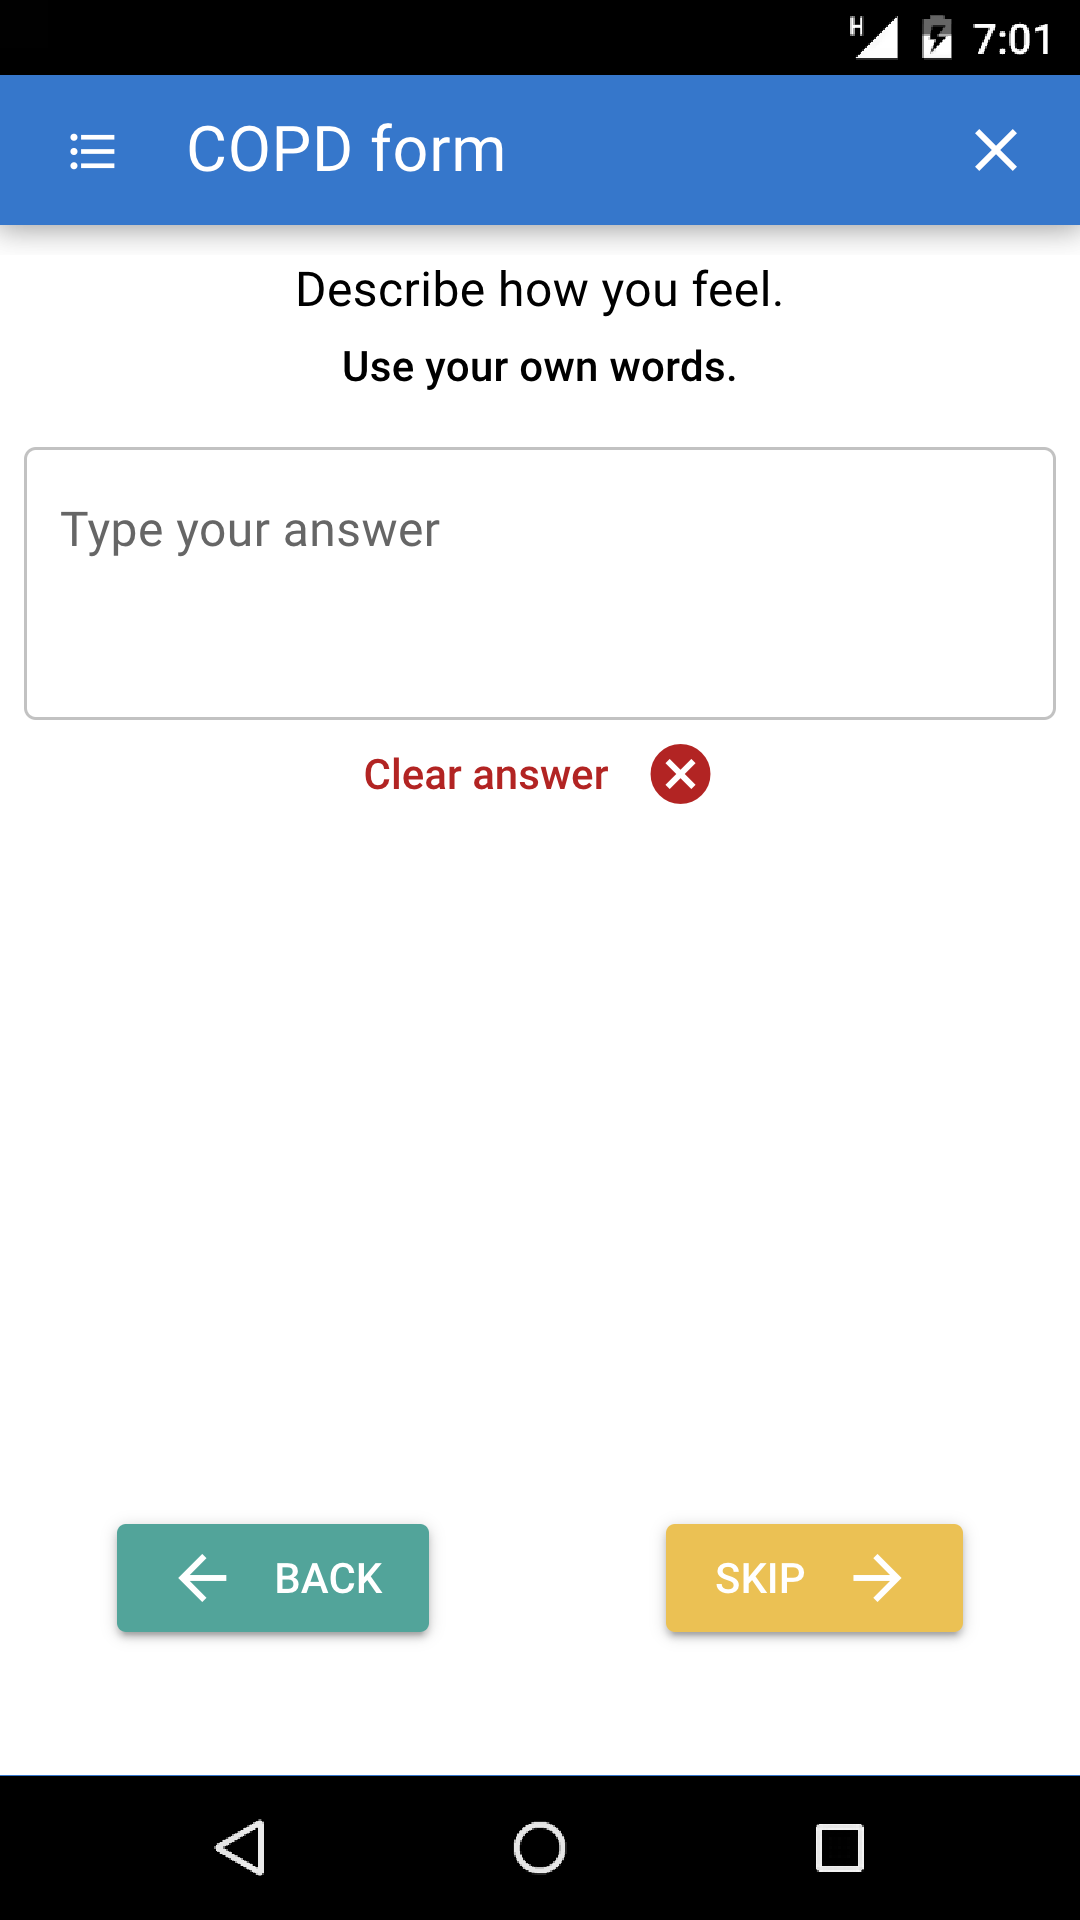 H 7:01
COPD form
Describe how you feel.
Use your own words.
Type your answer
Clear answer
BACK
SKIP